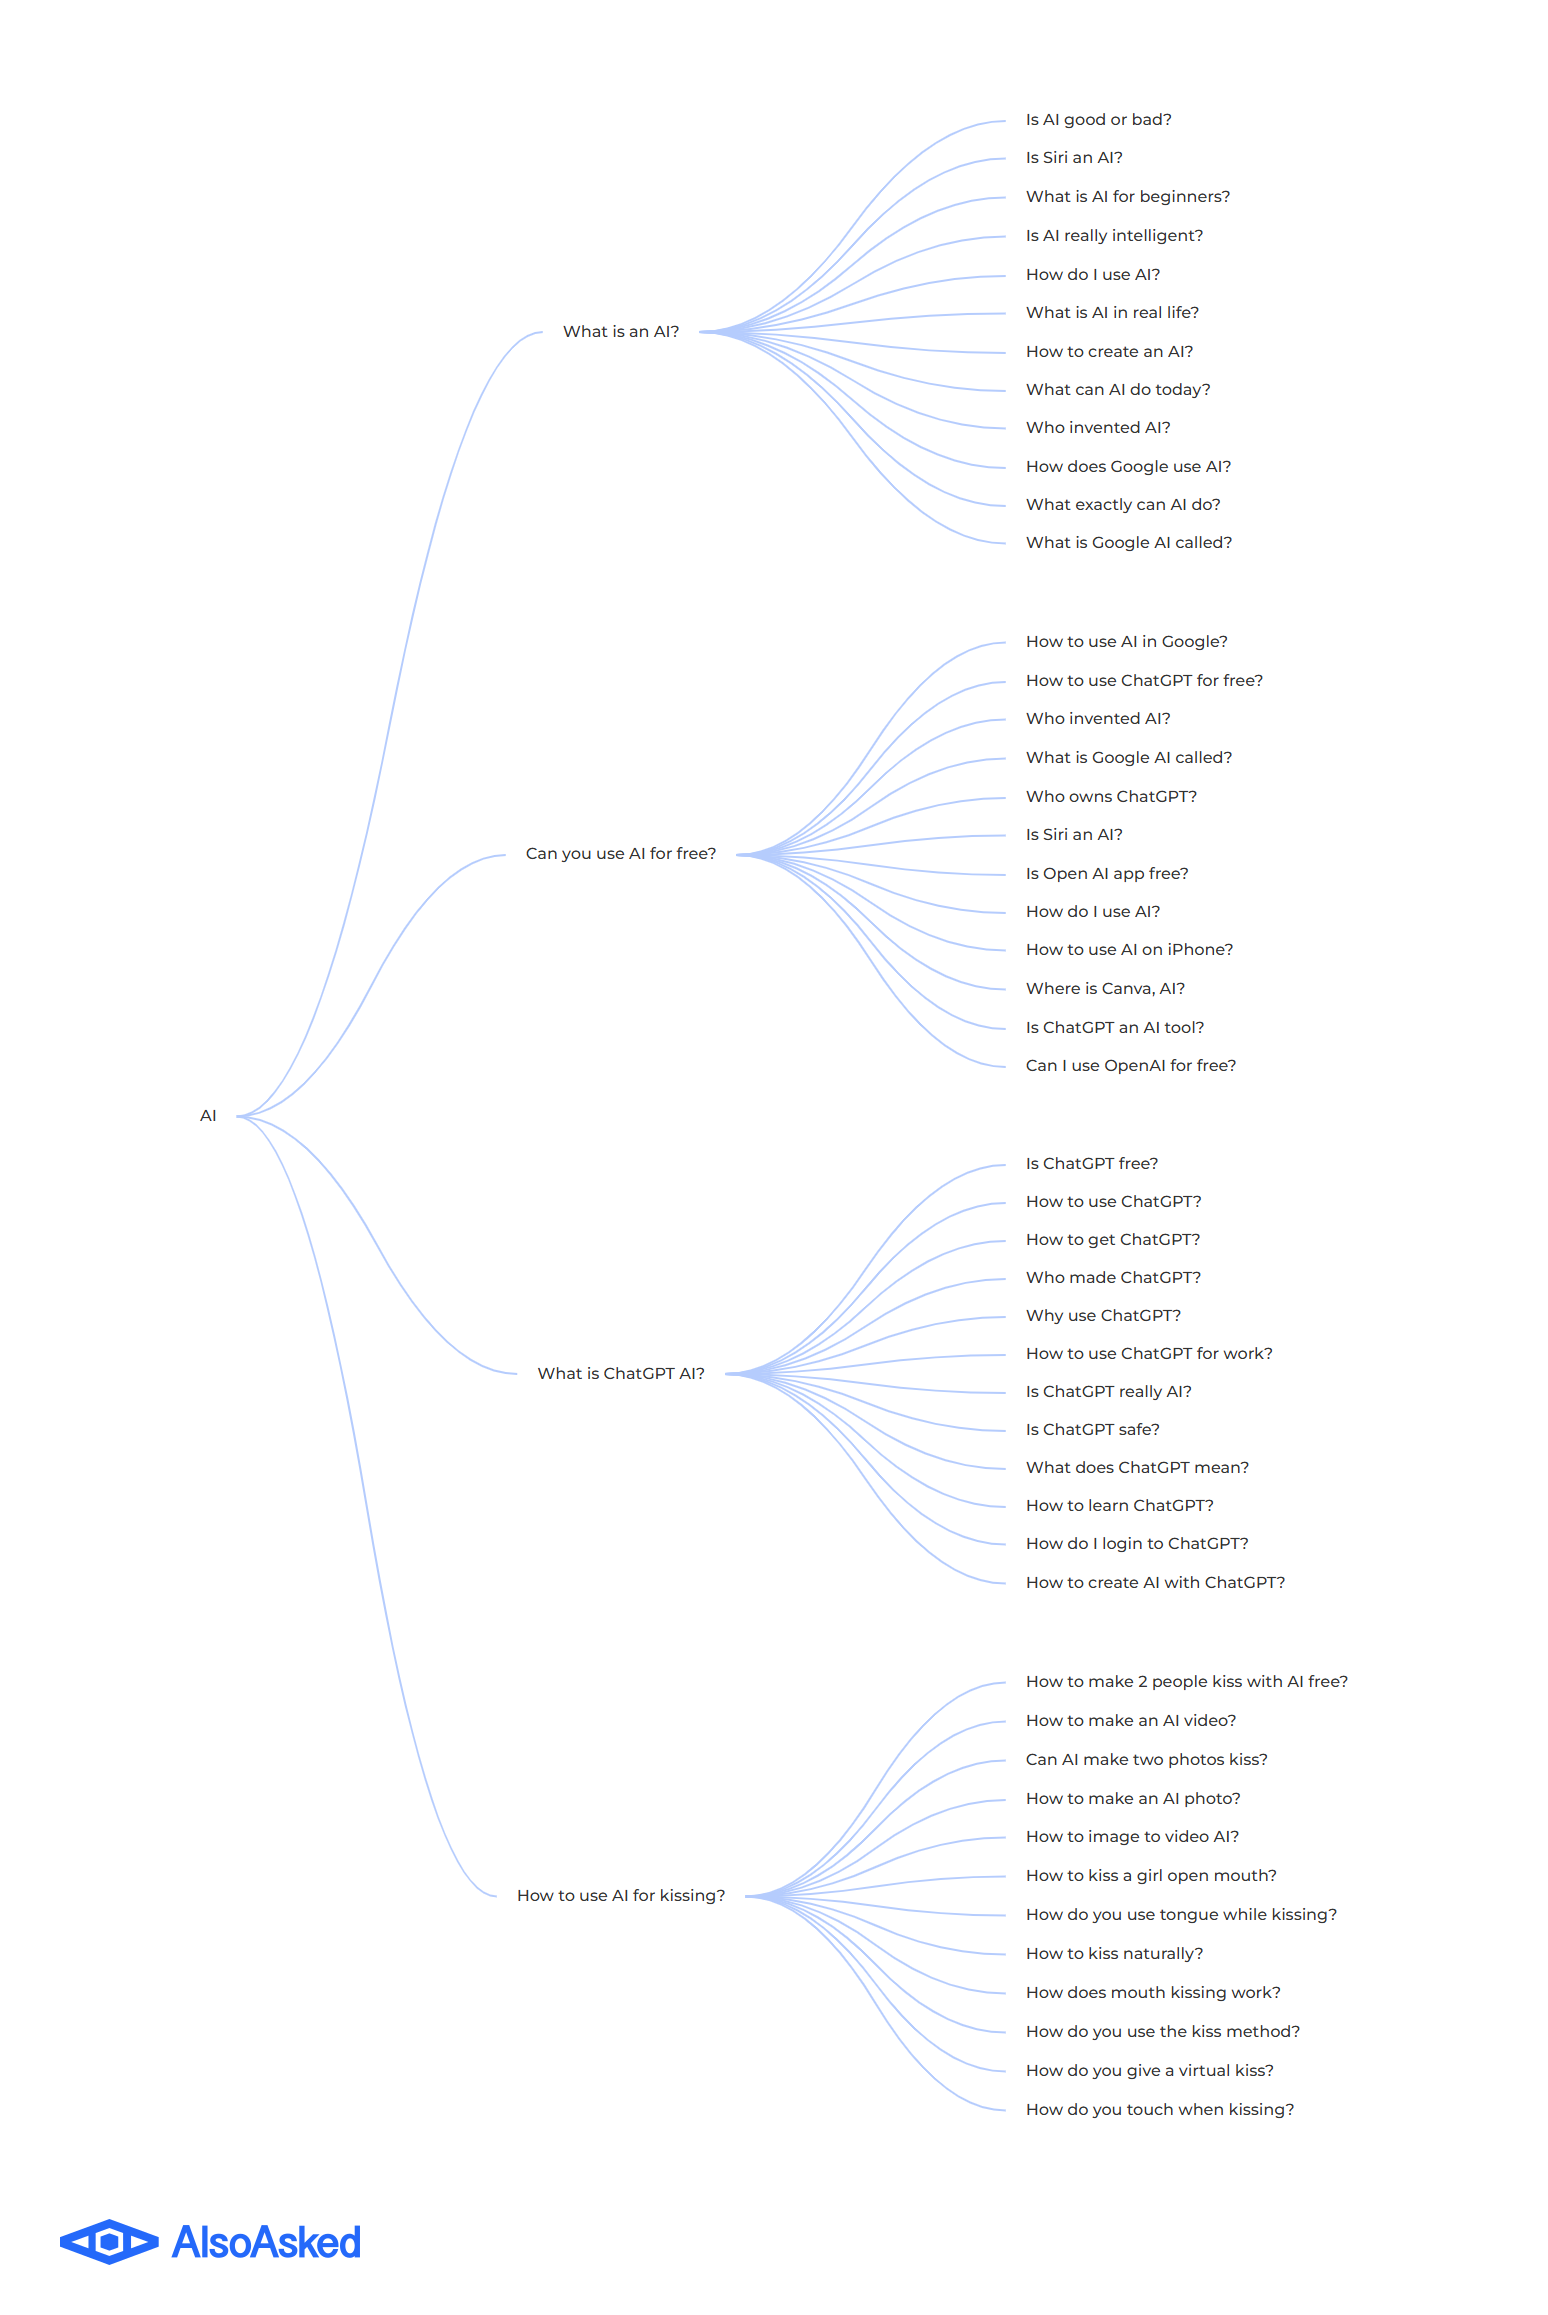 AI
What is an AI?
Is AI good or bad?
Is Siri an AI?
What is AI for beginners?
Is AI really intelligent?
How do I use AI?
What is AI in real life?
How to create an AI?
What can AI do today?
Who invented AI?
How does Google use AI?
What exactly can AI do?
What is Google AI called?
Can you use AI for free?
How to use AI in Google?
How to use ChatGPT for free?
Who invented AI?
What is Google AI called?
Who owns ChatGPT?
Is Siri an AI?
Is Open AI app free?
How do I use AI?
How to use AI on iPhone?
Where is Canva, AI?
Is ChatGPT an AI tool?
Can I use OpenAI for free?
What is ChatGPT AI?
Is ChatGPT free?
How to use ChatGPT?
How to get ChatGPT?
Who made ChatGPT?
Why use ChatGPT?
How to use ChatGPT for work?
Is ChatGPT really AI?
Is ChatGPT safe?
What does ChatGPT mean?
How to learn ChatGPT?
How do I login to ChatGPT?
How to create AI with ChatGPT?
How to use AI for kissing?
How to make 2 people kiss with AI free?
How to make an AI video?
Can AI make two photos kiss?
How to make an AI photo?
How to image to video AI?
How to kiss a girl open mouth?
How do you use tongue while kissing?
How to kiss naturally?
How does mouth kissing work?
How do you use the kiss method?
How do you give a virtual kiss?
How do you touch when kissing?
AlsoAsked